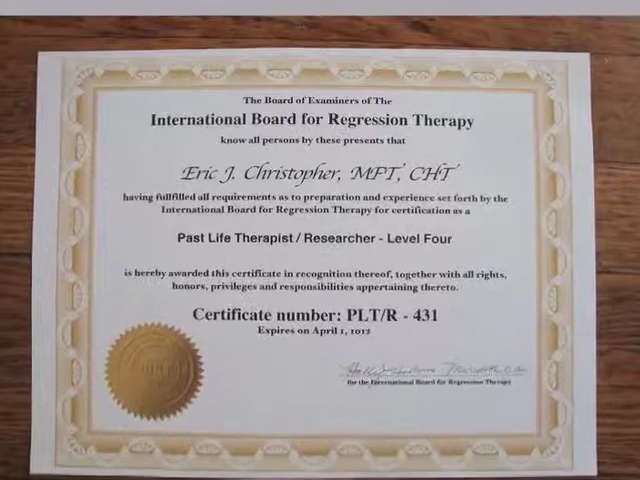 The Board of Examiners of The
International Board for Regression Therapy
know all persons by these presents that
Eric J. Christopher, MPT, CHT
having fullfilled all requirements as to preparation and experience set forth by the
International Board for Regression Therapy for certification as a
Past Life Therapist / Researcher - Level Four
is hereby awarded this certificate in recognition thereof, together with all rights,
honors, privileges and responsibilities appertaining thereto.
Certificate number: PLT/R - 431
Expires on April 1, 1012
for the International Board for Regression Therapy